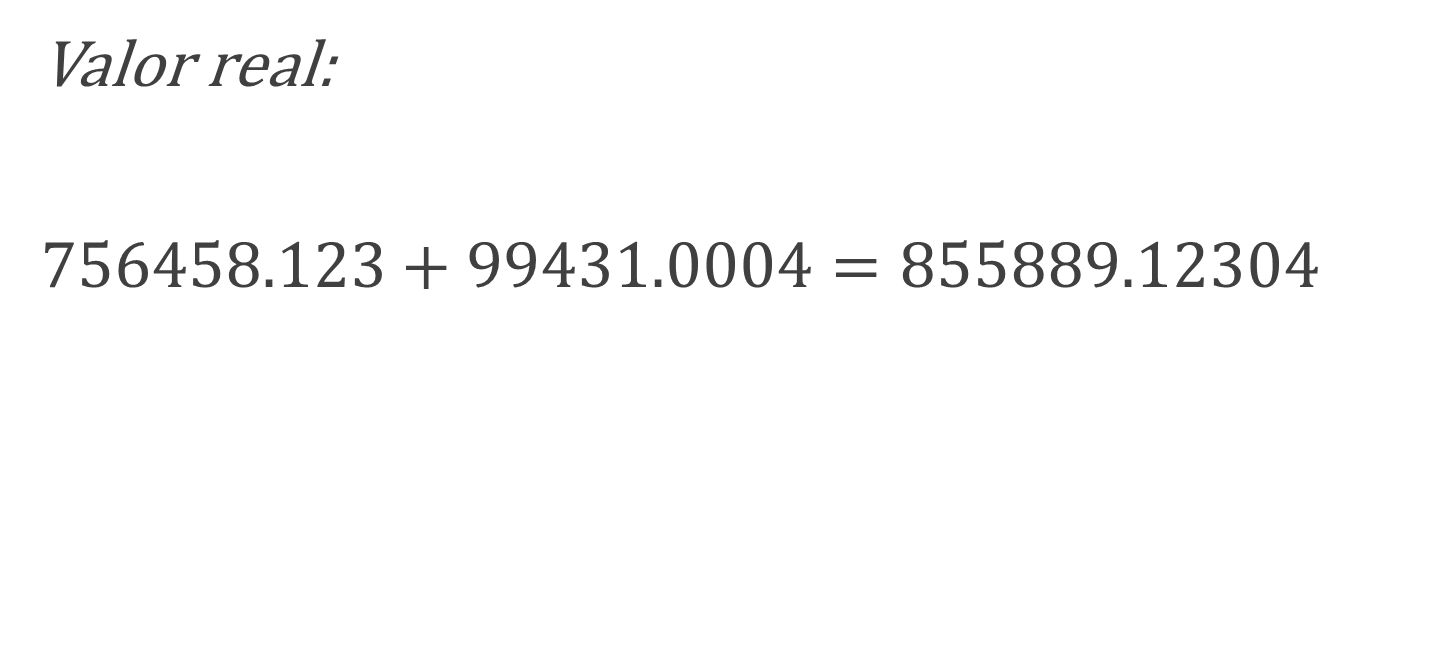 Valor real:
756458.123 + 99431.0004 = 855889.12304